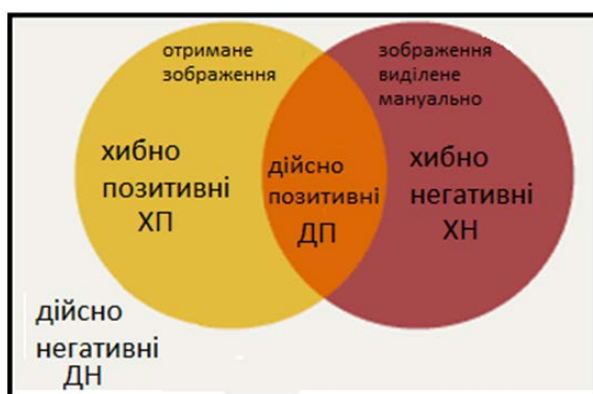 отримане
зображення
зображення
виділене
мануально
хибно
позитивні
ХП
дійсно
позитивні
ДП
хибно
негативні
ХН
дійсно
негативні
ДН